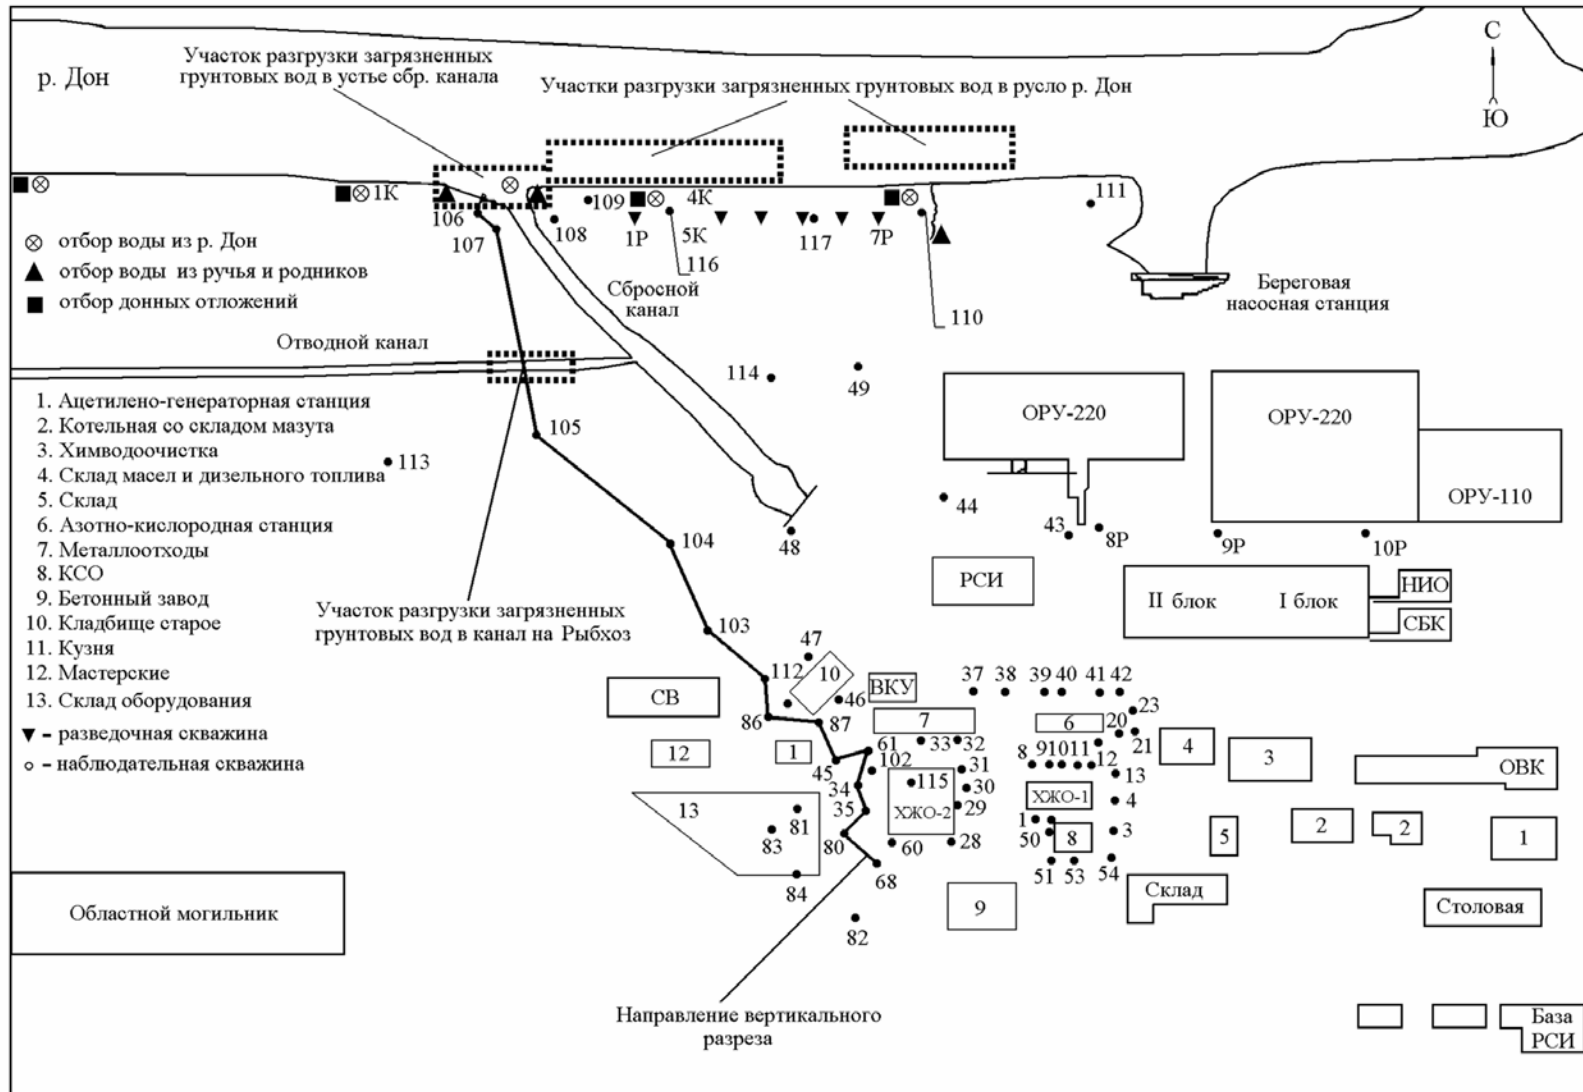 Участок разгрузки загрязненных
грунтовых вод в устье сбр. канала
р. Дон
Участки разгрузки загрязненных грунтовых вод в русло р. Дон
С
Ю
1К
4К
109
111
106
107
108
1Р
5К
117
7Р
116
110
отбор воды из р. Дон
отбор воды из ручья и родников
отбор донных отложений
Сбросной
канал
Береговая
насосная станция
Отводной канал
114
49
1. Ацетилено-генераторная станция
2. Котельная со складом мазута
3. Химводоочистка
4. Склад масел и дизельного топлива
5. Склад
6. Азотно-кислородная станция
7. Металлоотходы
8. КСО
9. Бетонный завод
10. Кладбище старое
11. Кузня
12. Мастерские
13. Склад оборудования
▼ – разведочная скважина
○ – наблюдательная скважина
105
113
ОРУ-220
ОРУ-220
ОРУ-110
44
43
8Р
9Р
10Р
48
104
РСИ
II блок
I блок
НИО
СБК
Участок разгрузки загрязненных
грунтовых вод в канал на Рыбхоз
103
47
112
10
46
ВКУ
37
38
39
40
41
42
СВ
86
87
7
6
23
20
21
12
1
45
61
33
32
8
9
10
11
12
4
3
ОВК
102
34
115
31
30
29
13
ХЖО-2
ХЖО-1
4
13
81
83
84
35
80
60
28
68
1
50
8
3
51
53
54
5
2
2
1
Областной могильник
82
9
Склад
Столовая
Направление вертикального
разреза
База
РСИ